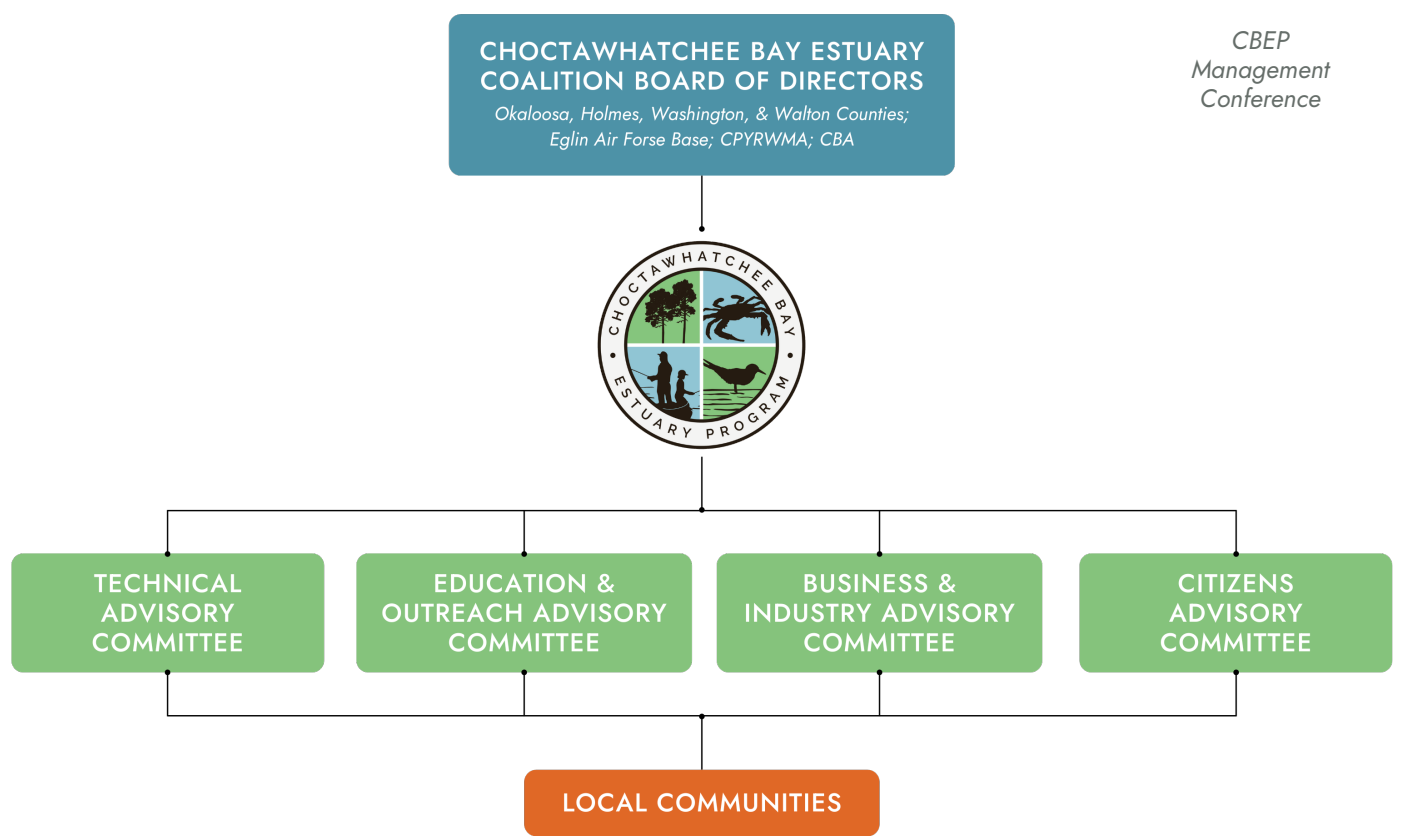 CHOCTAWHATCHEE BAY ESTUARY
COALITION BOARD OF DIRECTORS
Okaloosa, Holmes, Washington, & Walton Counties;
Eglin Air Forse Base; CPYRWMA; CBA
CBEP
Management
Conference
CHOCTAWHATCHEE BAY
ESTUARY PROGRAM
TECHNICAL
ADVISORY
COMMITTEE
EDUCATION &
OUTREACH ADVISORY
COMMITTEE
BUSINESS &
INDUSTRY ADVISORY
COMMITTEE
CITIZENS
ADVISORY
COMMITTEE
LOCAL COMMUNITIES